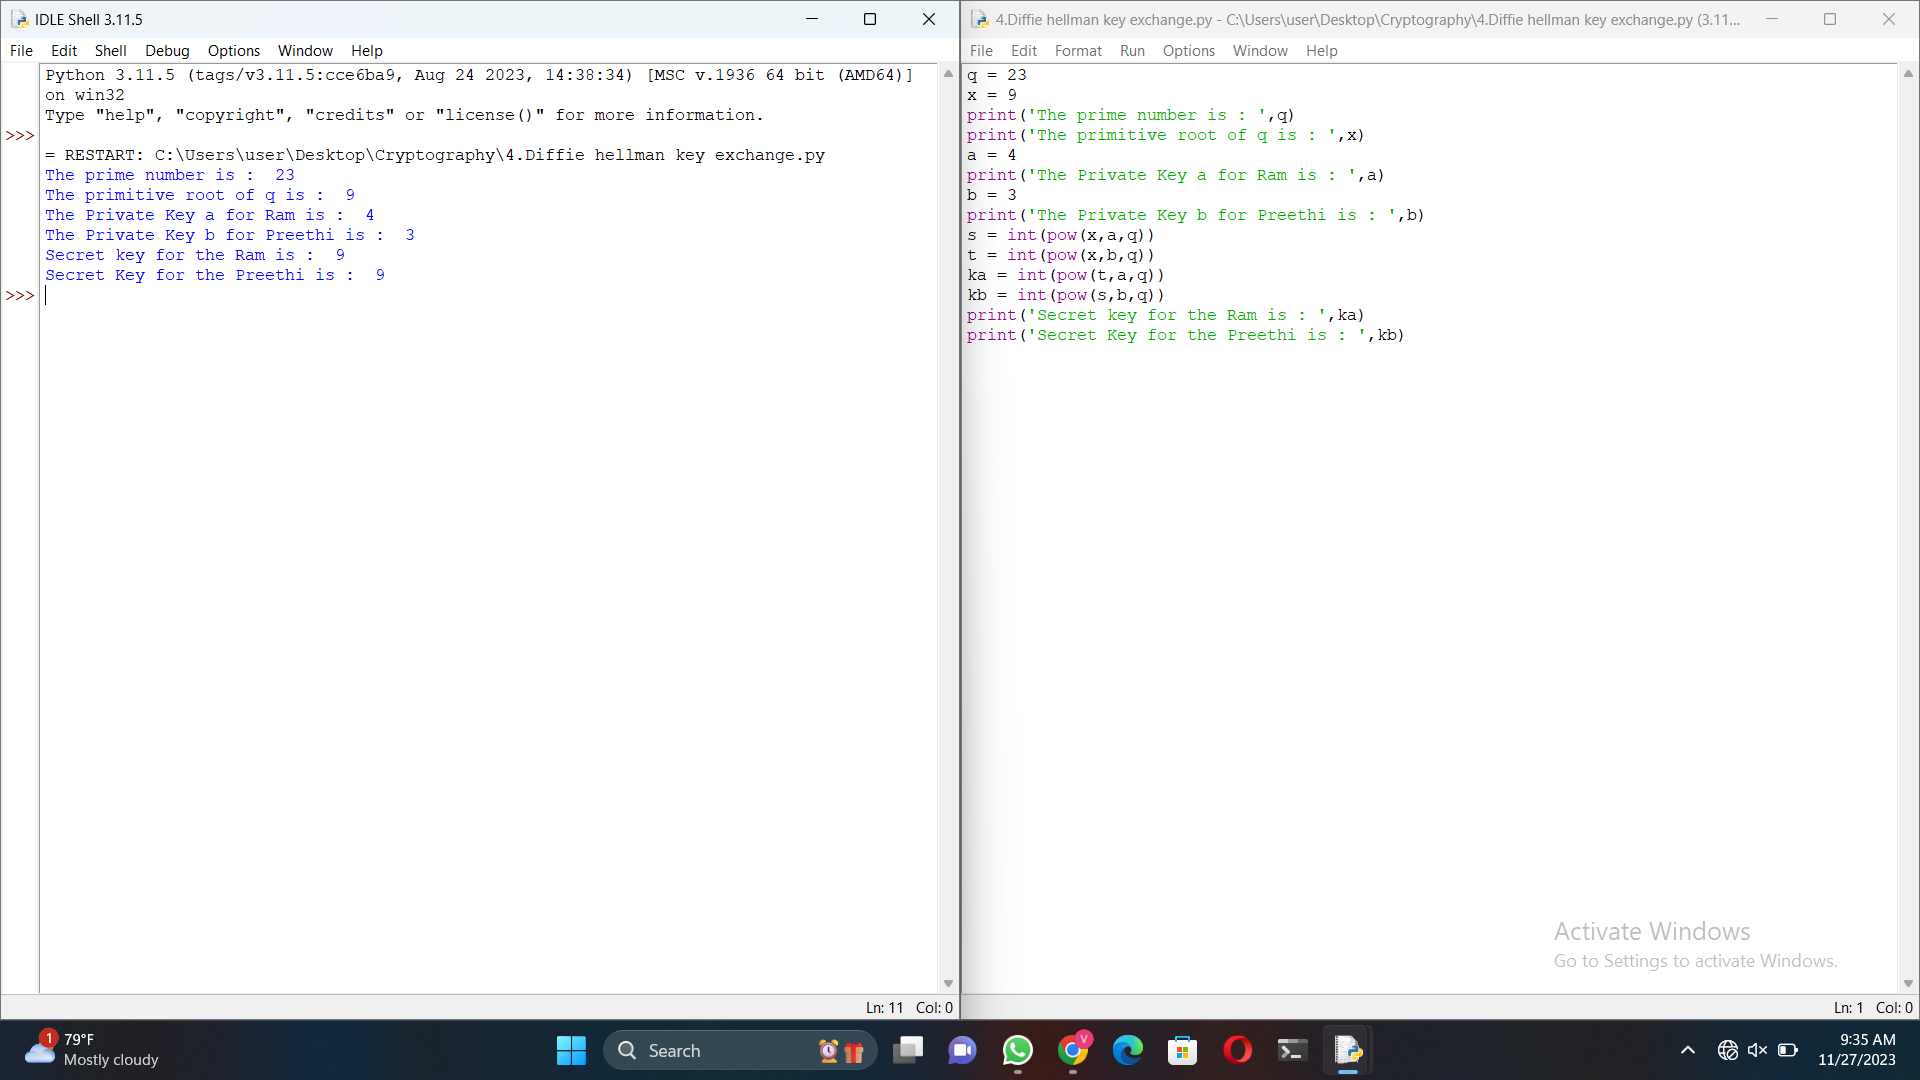 IDLE Shell 3.11.5
File Edit Shell Debug Options Window Help
Python 3.11.5 (tags/v3.11.5:cce6ba9, Aug 24 2023, 14:38:34) [MSC v.1936 64 bit (AMD64)]
on win32
Type "help", "copyright", "credits" or "license()" for more information.
>>>
= RESTART: C:\Users\user\Desktop\Cryptography\4.Diffie hellman key exchange.py
The prime number is :  23
The primitive root of q is :  9
The Private Key a for Ram is :  4
The Private Key b for Preethi is :  3
Secret key for the Ram is :  9
Secret Key for the Preethi is :  9
>>>
Ln: 11 Col: 0
4.Diffie hellman key exchange.py - C:\Users\user\Desktop\Cryptography\4.Diffie hellman key exchange.py (3.11...
File Edit Format Run Options Window Help
q = 23
x = 9
print('The prime number is : ',q)
print('The primitive root of q is : ',x)
a = 4
print('The Private Key a for Ram is : ',a)
b = 3
print('The Private Key b for Preethi is : ',b)
s = int(pow(x,a,q))
t = int(pow(x,b,q))
ka = int(pow(t,a,q))
kb = int(pow(s,b,q))
print('Secret key for the Ram is : ',ka)
print('Secret Key for the Preethi is : ',kb)
Activate Windows
Go to Settings to activate Windows.
Ln: 1 Col: 0
1
79°F
Mostly cloudy
Search
V
9:35 AM
11/27/2023